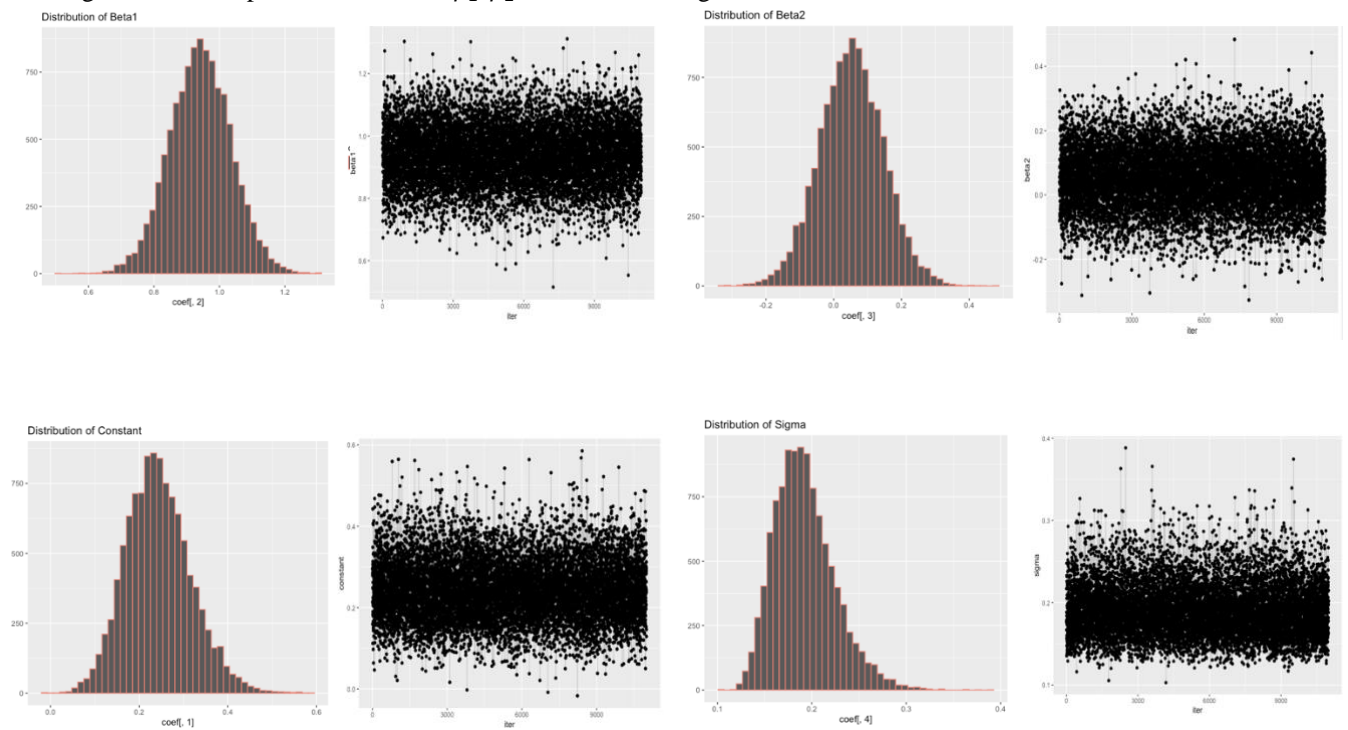 Distribution of Beta1
750
500
250
0
0.6 0.8 1.0 1.2
coef[, 2]
1.2
1.0
0.8
0.6
beta1
0 3000 6000 9000
iter
Distribution of Beta2
750
500
250
0
-0.2 0.0 0.2 0.4
coef[, 3]
0.4
0.2
0.0
-0.2
beta2
0 3000 6000 9000
iter
Distribution of Constant
750
500
250
0
0.0 0.2 0.4 0.6
coef[, 1]
0.6
0.4
0.2
0.0
constant
0 3000 6000 9000
iter
Distribution of Sigma
750
500
250
0
0.1 0.2 0.3 0.4
coef[, 4]
0.4
0.3
0.2
0.1
sigma
0 3000 6000 9000
iter